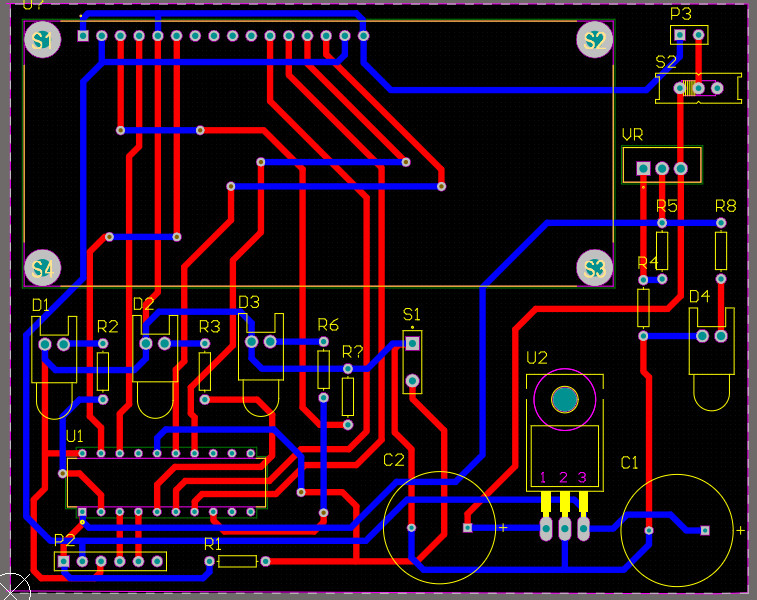 U?
P3
S1
S2
S2
VR
R5
R8
S4
S3
R4
D1
D2
D3
S1
D4
R2
R3
R6
R?
U2
U1
C2
1 2 3
C1
+
+
P2
R1